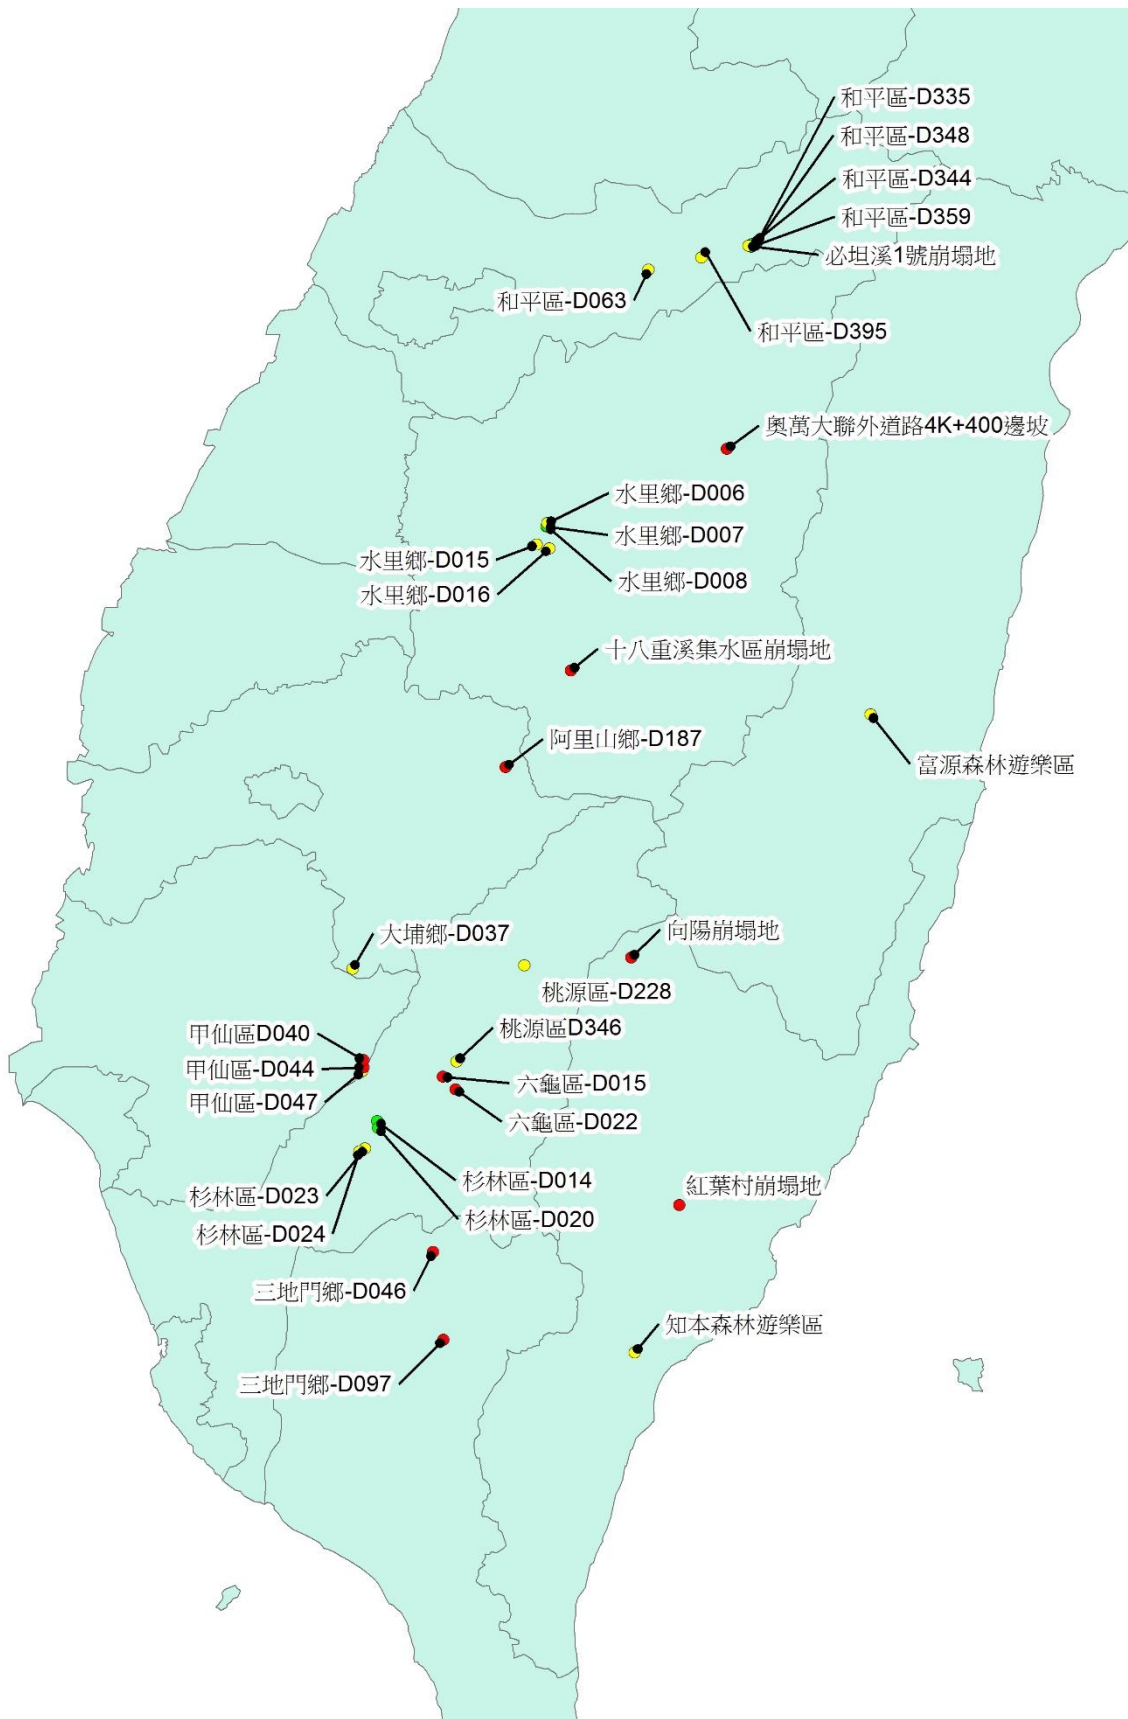 和平區-D335
和平區-D348
和平區-D344
和平區-D359
必坦溪1號崩塌地
和平區-D063
和平區-D395
奧萬大聯外道路4K+400邊坡
水里鄉-D006
水里鄉-D007
水里鄉-D015
水里鄉-D008
水里鄉-D016
十八重溪集水區崩塌地
阿里山鄉-D187
富源森林遊樂區
大埔鄉-D037
向陽崩塌地
桃源區-D228
甲仙區D040
桃源區D346
甲仙區-D044
六龜區-D015
甲仙區-D047
六龜區-D022
杉林區-D014
紅葉村崩塌地
杉林區-D023
杉林區-D020
杉林區-D024
三地門鄉-D046
知本森林遊樂區
三地門鄉-D097